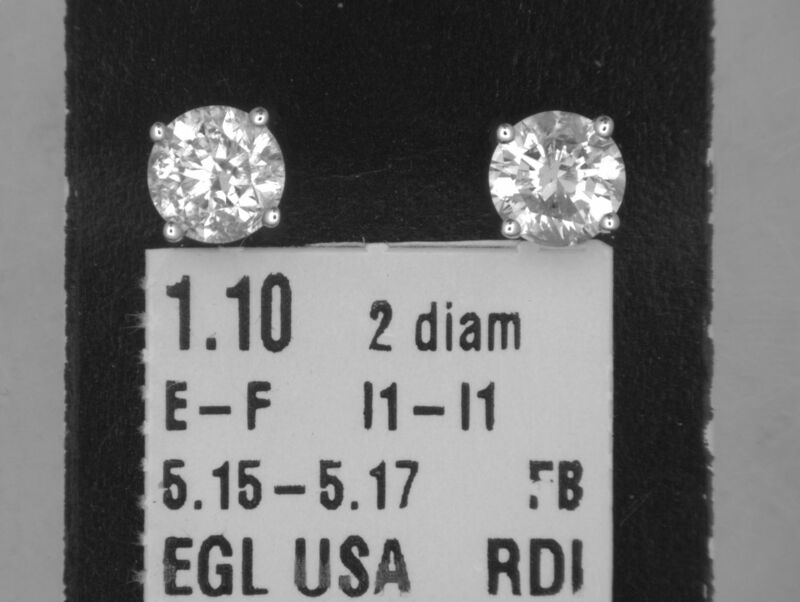 1.10 2 diam
E-F I1-I1
5.15-5.17 FB
EGL USA RDI